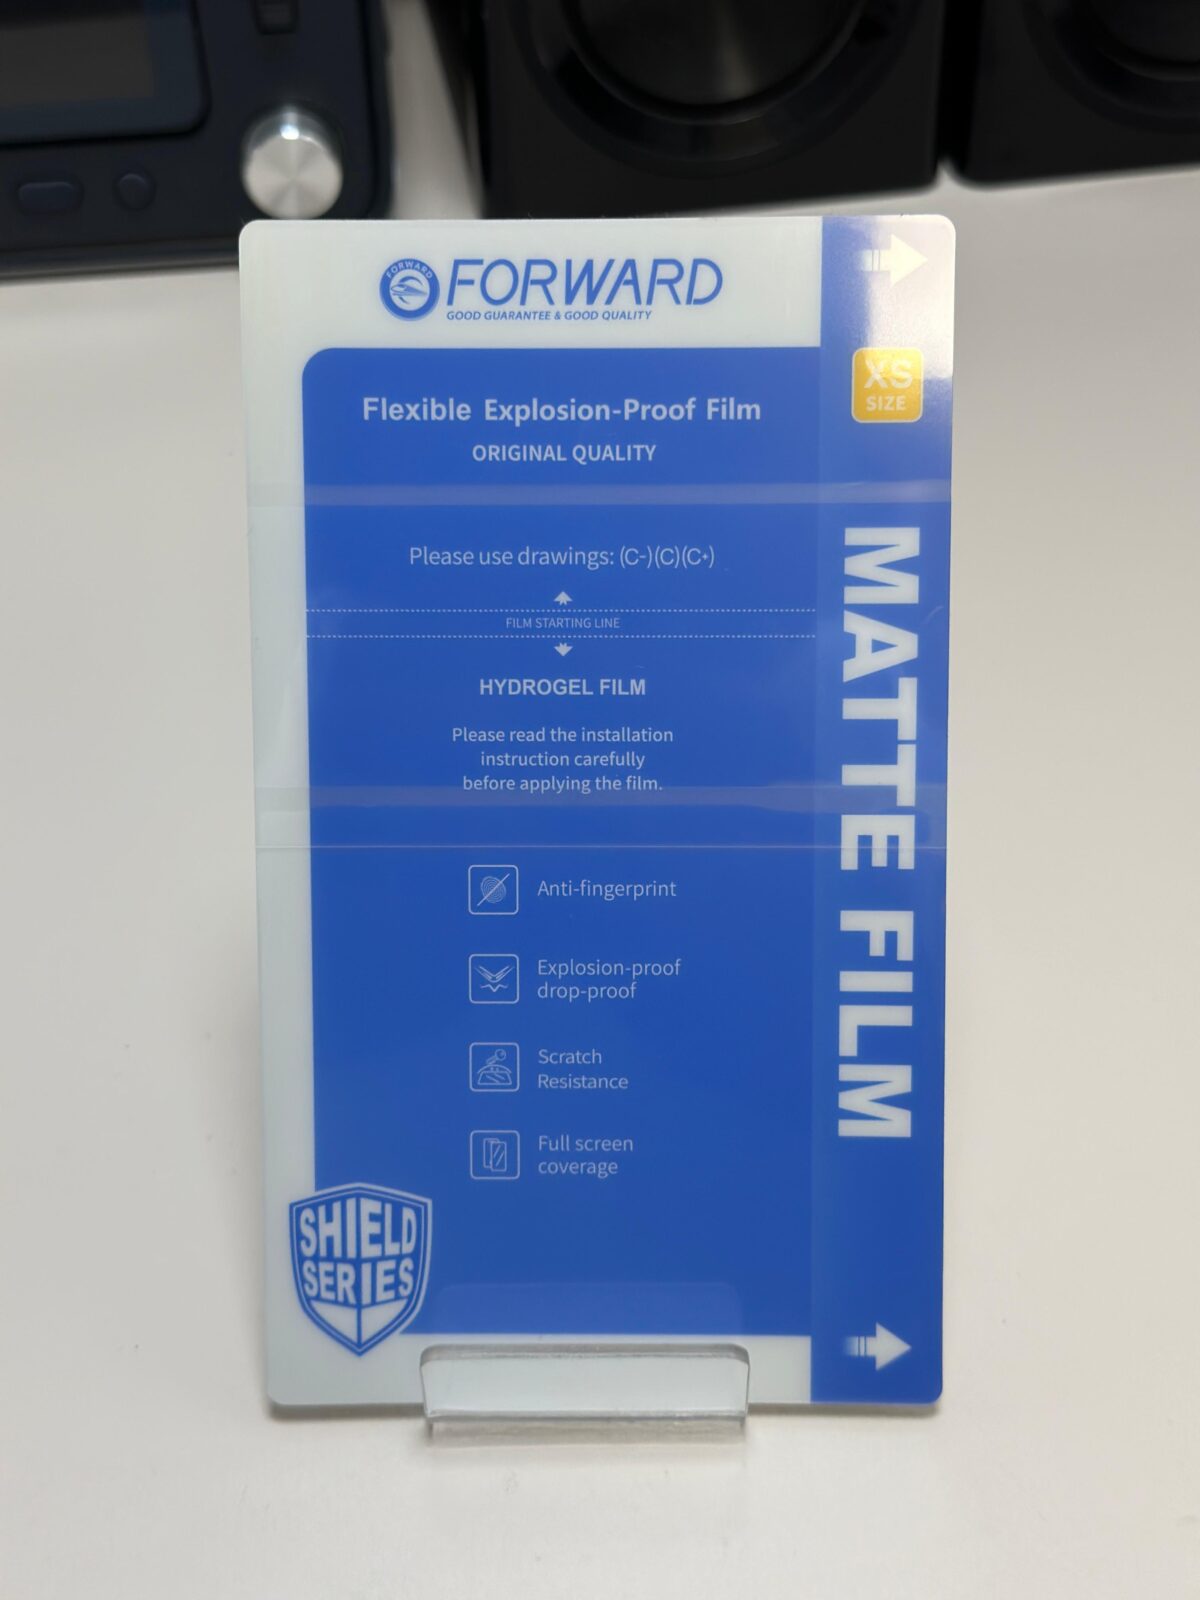 FORWARD
FORWARD
GOOD GUARANTEE & GOOD QUALITY
XS
SIZE
Flexible Explosion-Proof Film
ORIGINAL QUALITY
Please use drawings: (C-)(C)(C+)
FILM STARTING LINE
HYDROGEL FILM
Please read the installation
instruction carefully
before applying the film.
MATTE FILM
Anti-fingerprint
Explosion-proof
drop-proof
Scratch
Resistance
Full screen
coverage
SHIELD
SERIES